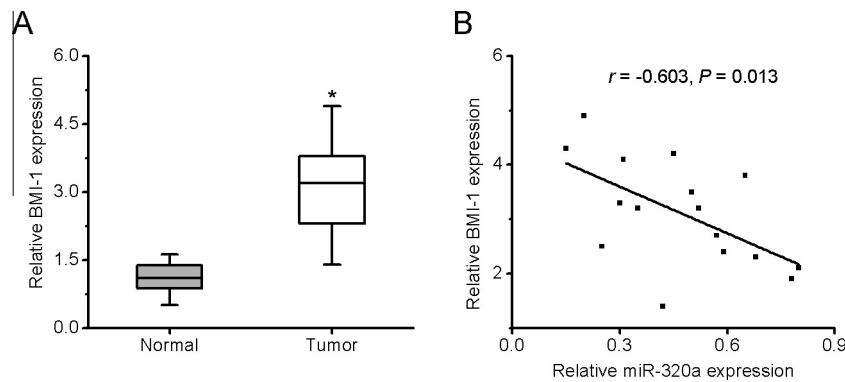 A
Relative BMI-1 expression
6.0
4.5
3.0
1.5
0.0
*
Normal Tumor
B
Relative BMI-1 expression
6
4
2
r = -0.603, P = 0.013
0.0 0.3 0.6 0.9
Relative miR-320a expression